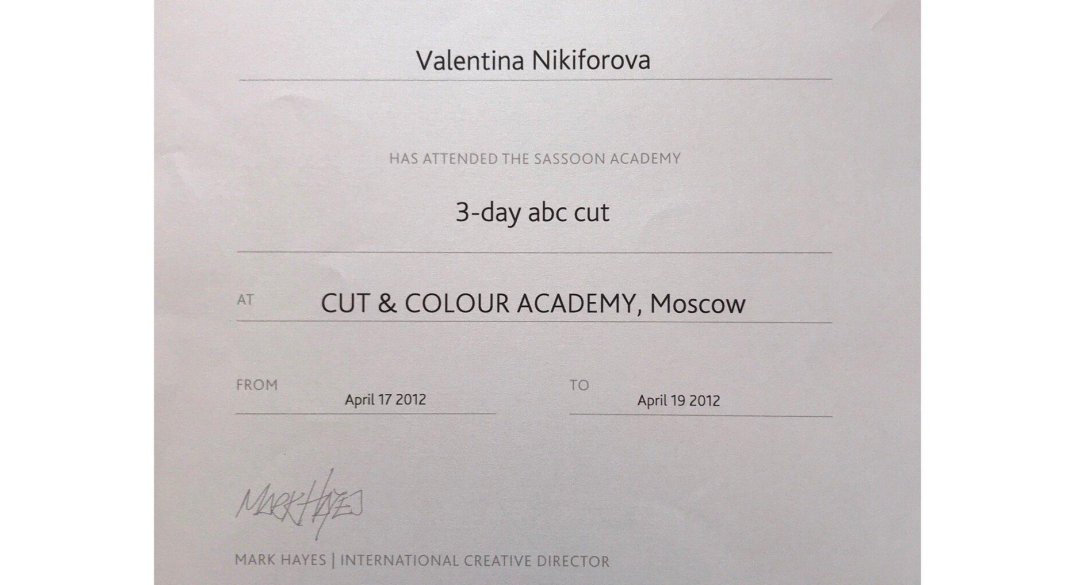 Valentina Nikiforova
HAS ATTENDED THE SASSOON ACADEMY
3-day abc cut
AT CUT & COLOUR ACADEMY, Moscow
FROM April 17 2012 TO April 19 2012
MARK HAYES
MARK HAYES | INTERNATIONAL CREATIVE DIRECTOR